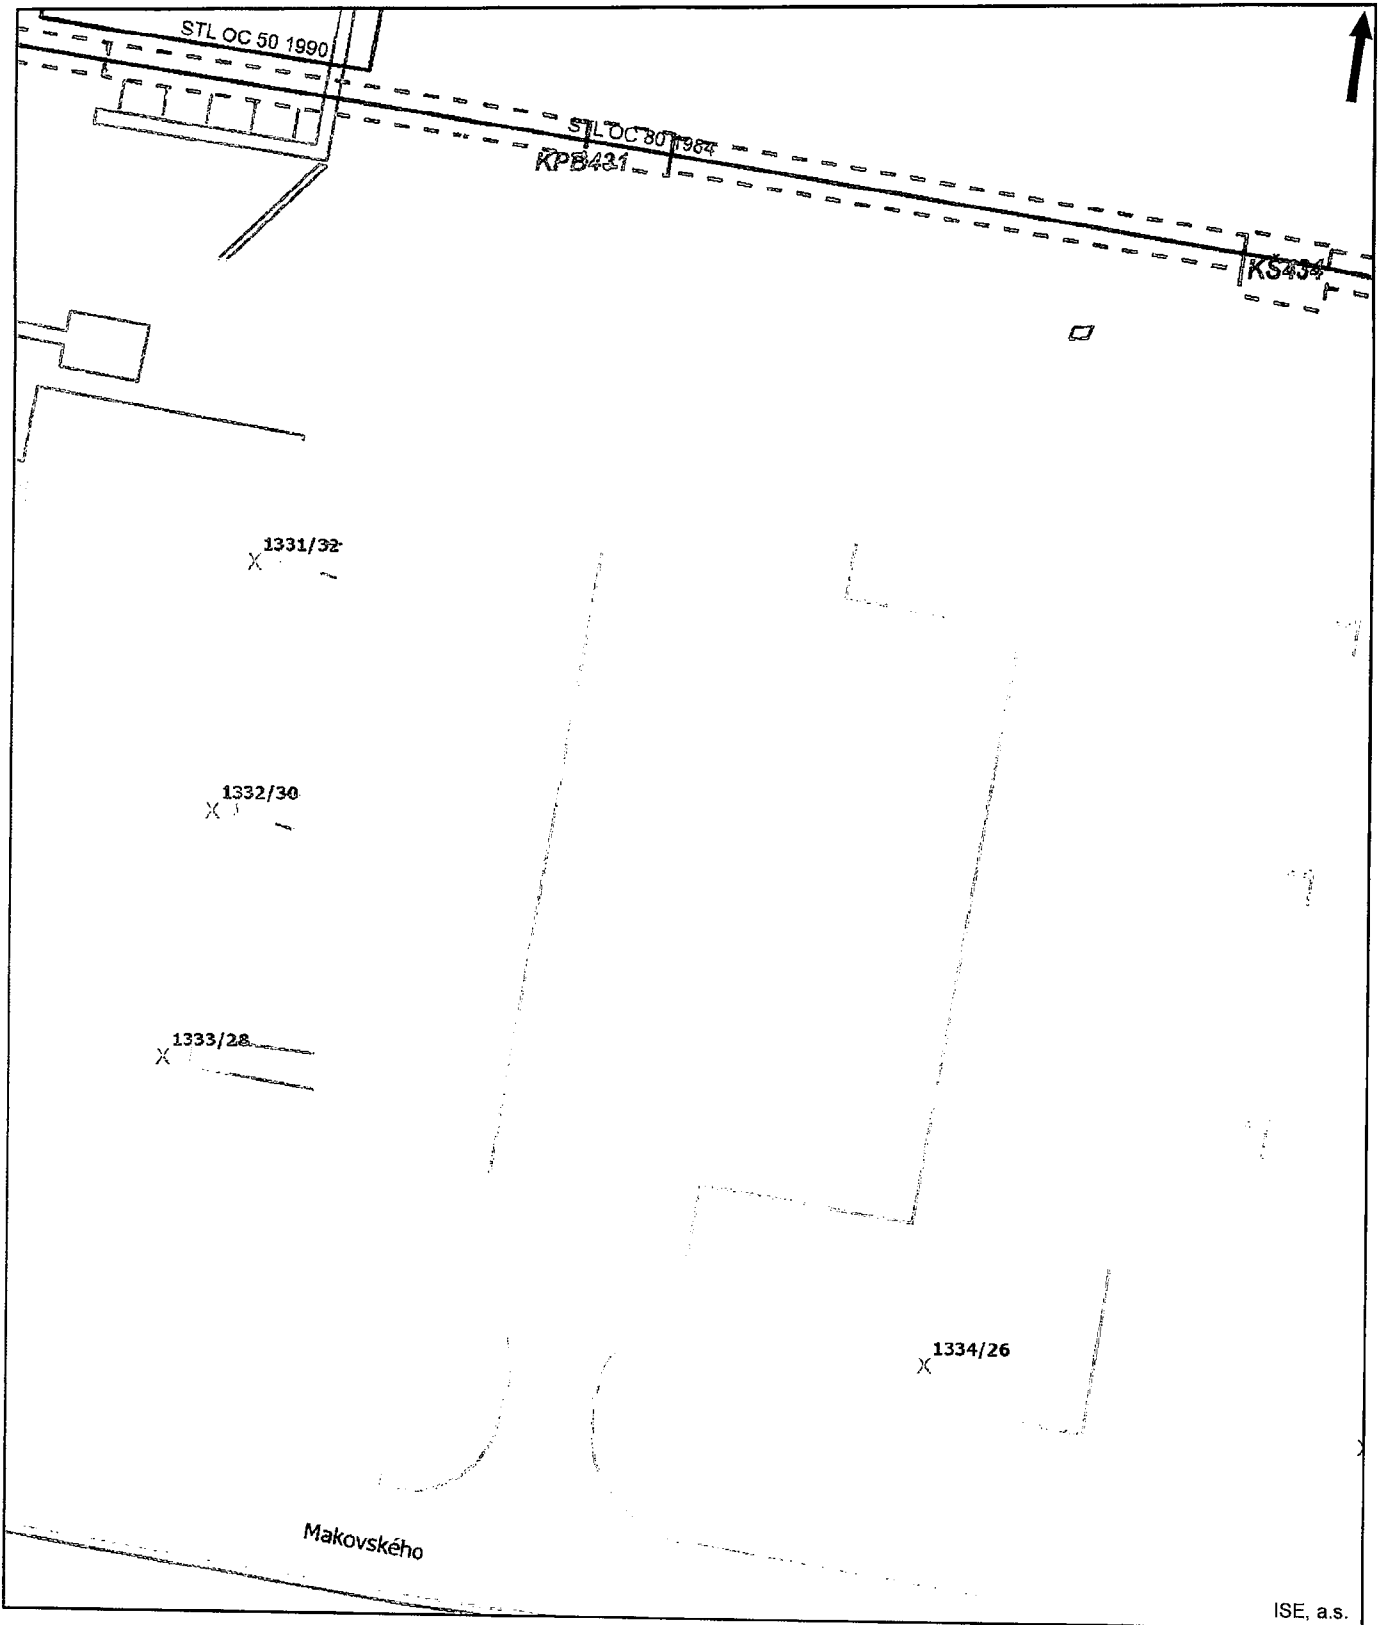 STL OC 50 1990
STL OC 80 1984
KPB431
KŠ434
1331/32
1332/30
1333/28
1334/26
Makovského
ISE, a.s.